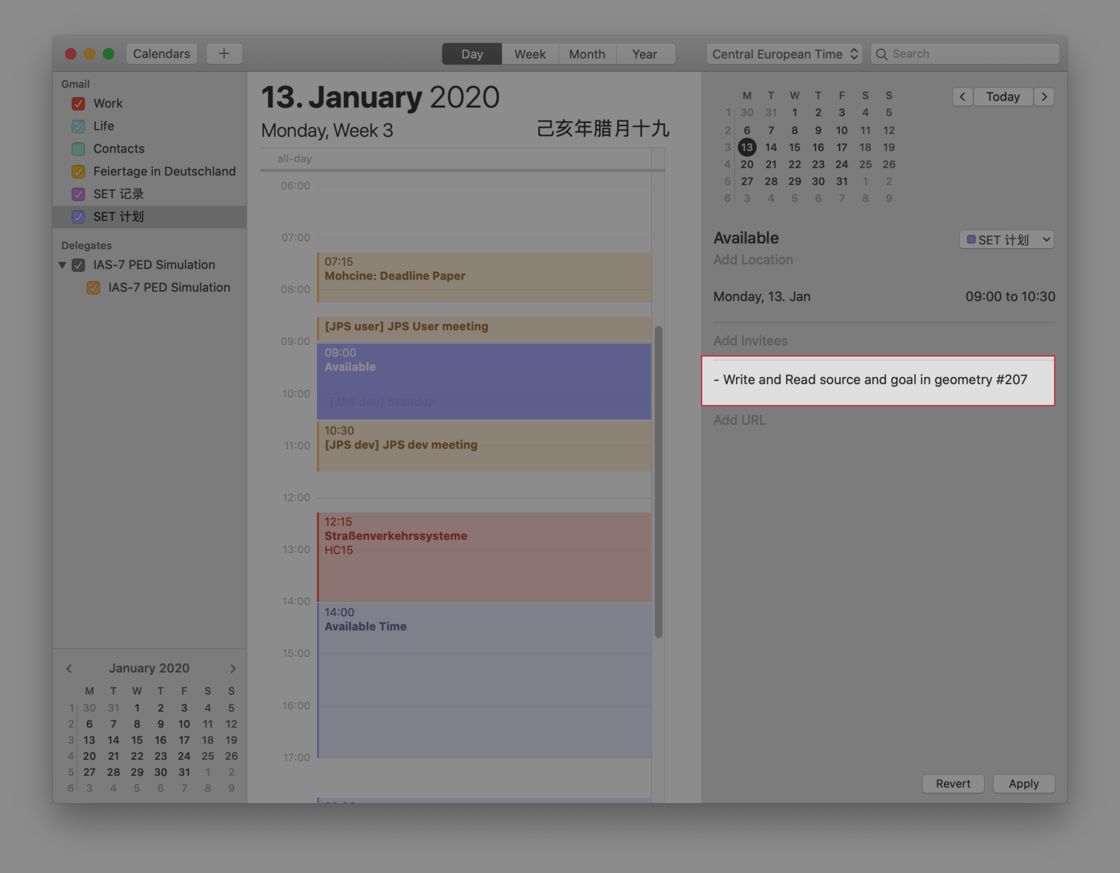 Calendars
+
Day
Week
Month
Year
Central European Time
Search
Gmail
Work
Life
Contacts
Feiertage in Deutschland
SET 记录
SET 计划
Delegates
IAS-7 PED Simulation
IAS-7 PED Simulation
January 2020
M T W T F S S
1 30 31 1 2 3 4 5
2 6 7 8 9 10 11 12
3 13 14 15 16 17 18 19
4 20 21 22 23 24 25 26
5 27 28 29 30 31 1 2
6 3 4 5 6 7 8 9
13. January 2020
Monday, Week 3
己亥年腊月十九
all-day
06:00
07:00
07:15
Mohcine: Deadline Paper
08:00
[JPS user] JPS User meeting
09:00
09:00
Available
10:00
[JPS dev] Standup
10:30
[JPS dev] JPS dev meeting
11:00
12:00
12:15
Straßenverkehrssysteme
HC15
13:00
14:00
14:00
Available Time
15:00
16:00
17:00
M T W T F S S
1 30 31 1 2 3 4 5
2 6 7 8 9 10 11 12
3 13 14 15 16 17 18 19
4 20 21 22 23 24 25 26
5 27 28 29 30 31 1 2
6 3 4 5 6 7 8 9
Today
Available
SET 计划
Add Location
Monday, 13. Jan
09:00 to 10:30
Add Invitees
- Write and Read source and goal in geometry #207
Add URL
Revert
Apply